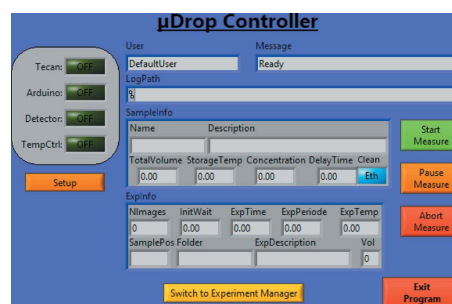 µDrop Controller
User Message
DefaultUser Ready
LogPath
%
Tecan: OFF
Arduino: OFF
Detector: OFF
TempCtrl: OFF
Setup
SampleInfo
Name Description
TotalVolume StorageTemp Concentration DelayTime Clean
0.00 0.00 0.00 0.00 Eth
ExpInfo
NImages InitWait ExpTime ExpPeriode ExpTemp
0 0.00 0.00 0.00 0.00
SamplePos Folder ExpDescription Vol
0
Start
Measure
Pause
Measure
Abort
Measure
Switch to Experiment Manager
Exit
Program